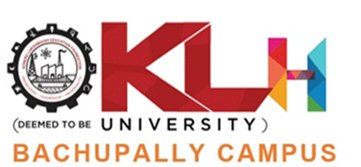 KLH
(DEEMED TO BE UNIVERSITY)
BACHUPALLY CAMPUS